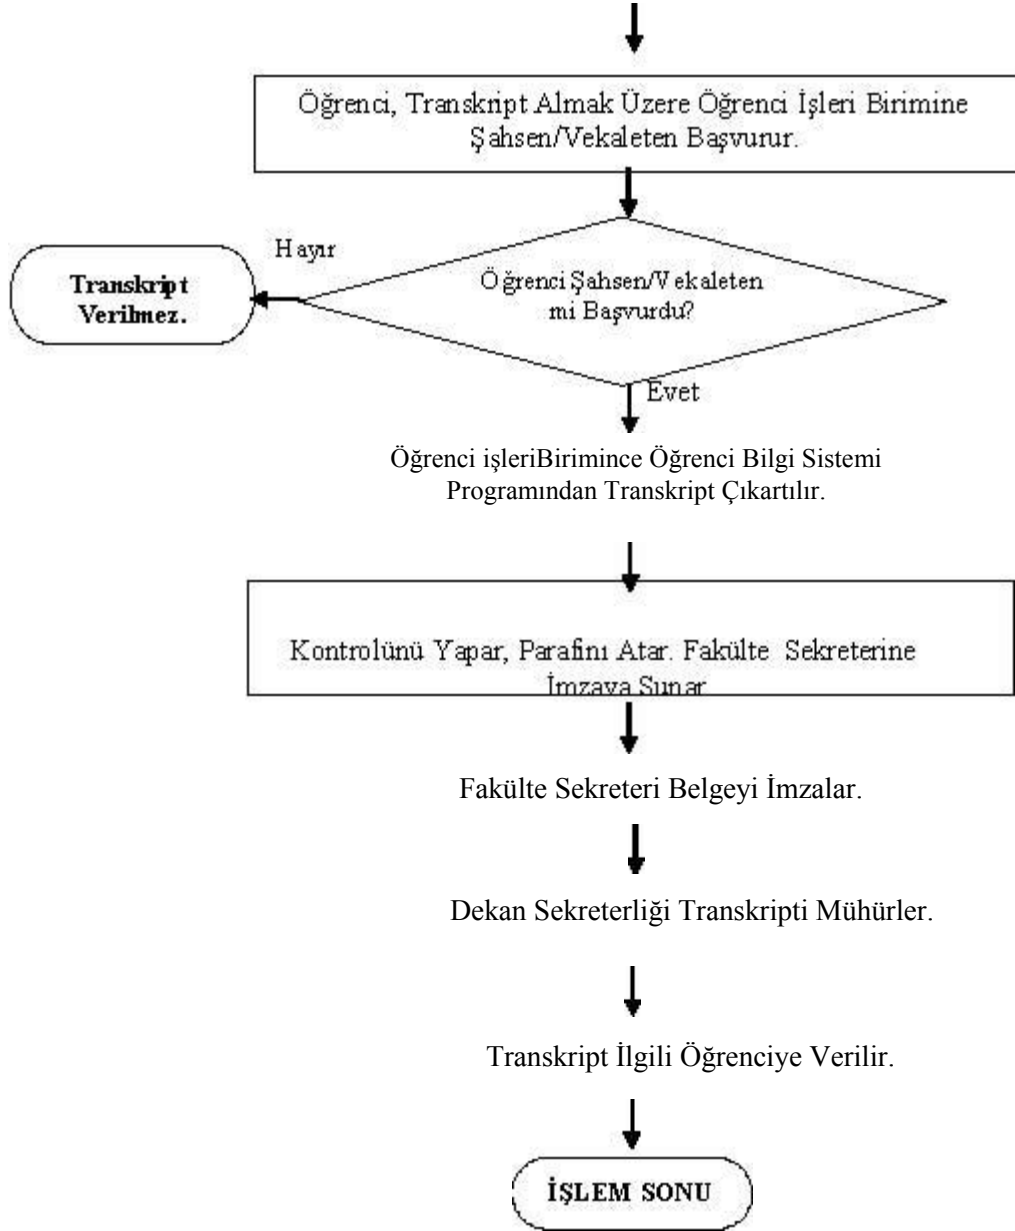 Öğrenci, Transkript Almak Üzere Öğrenci İşleri Birimine
Şahsen/Vekaleten Başvurur.
Hayır
Transkript
Verilmez.
Öğrenci Şahsen/Vekaleten
mi Başvurdu?
Evet
Öğrenci işleriBirimince Öğrenci Bilgi Sistemi
Programından Transkript Çıkartılır.
Kontrolünü Yapar, Parafını Atar. Fakülte Sekreterine
İmzaya Sunar
Fakülte Sekreteri Belgeyi İmzalar.
Dekan Sekreterliği Transkripti Mühürler.
Transkript İlgili Öğrenciye Verilir.
İŞLEM SONU